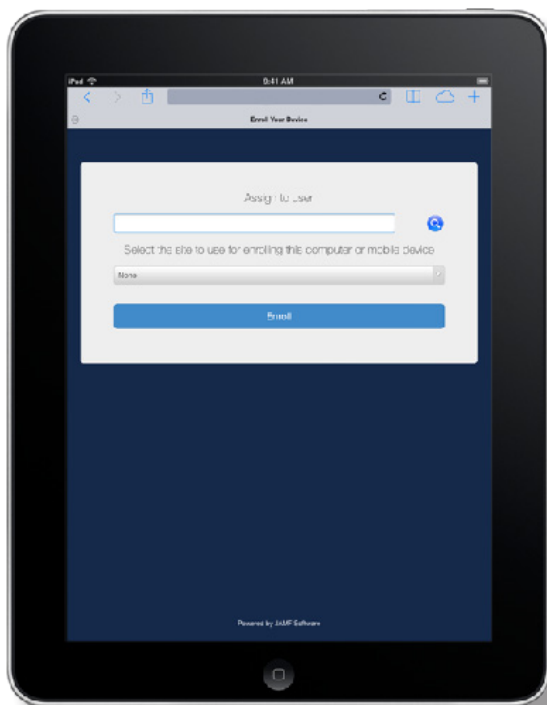 iPad 9:41 AM
Enroll Your Device
Assign to user
Select the site to use for enrolling this computer or mobile device
None
Enroll
Powered by JAMF Software